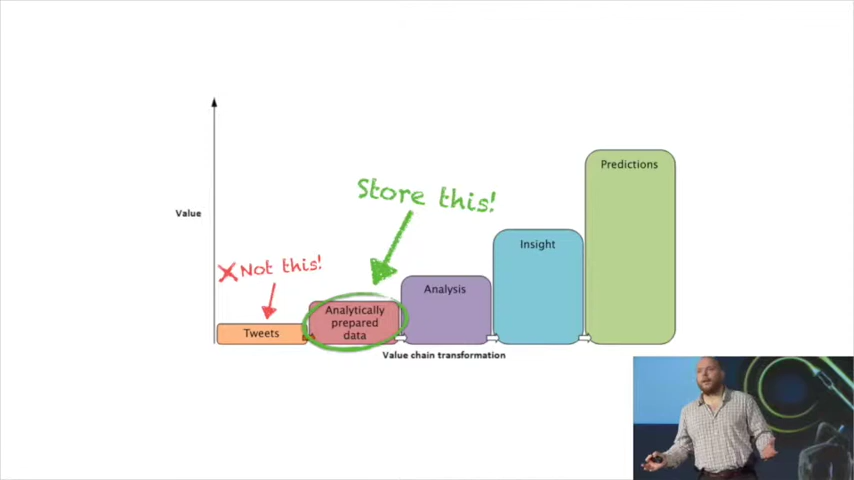 Predictions
Store this!
Value
Insight
Not this!
Analysis
Analytically
prepared
data
Tweets
Value chain transformation